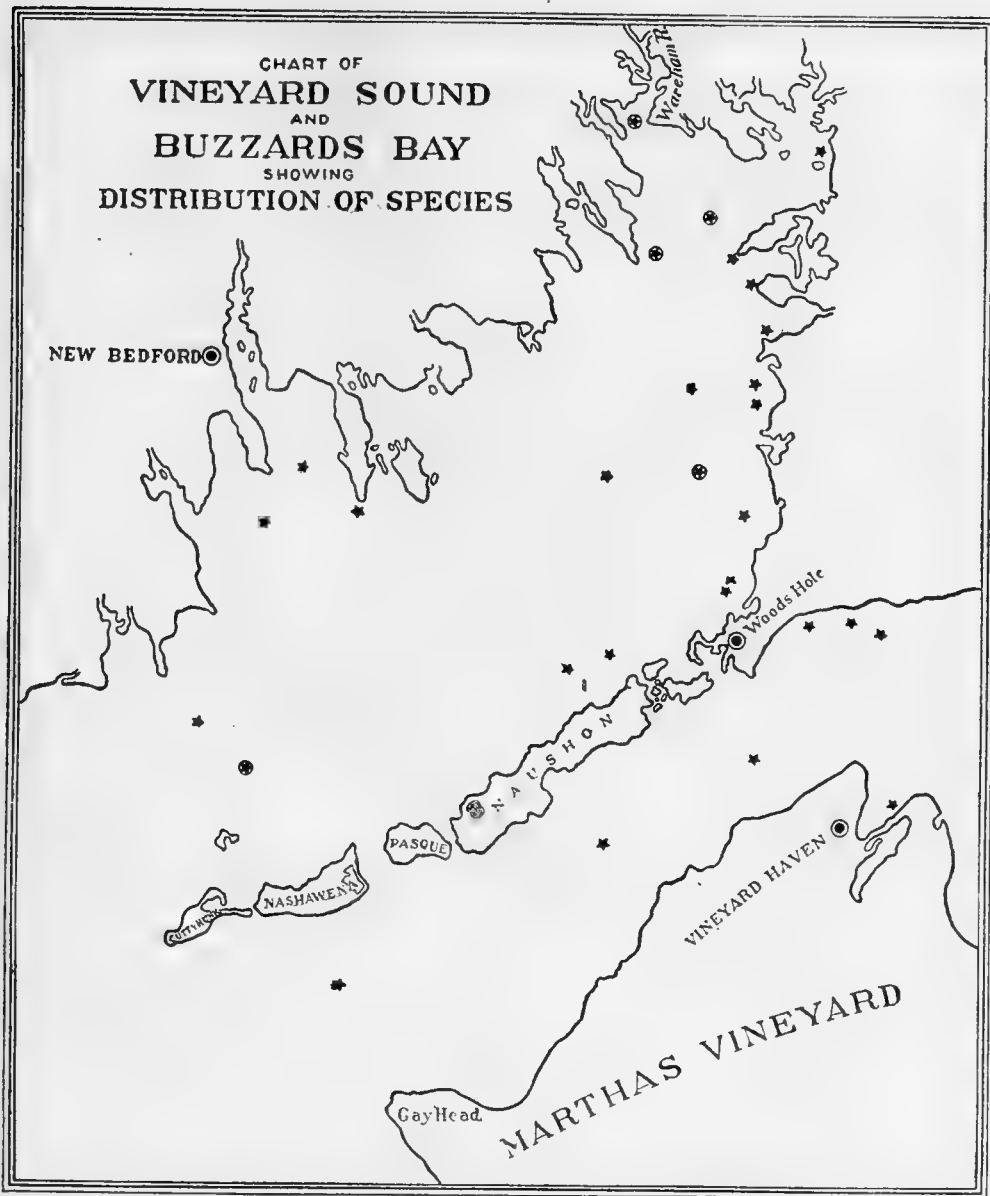 CHART OF
VINEYARD SOUND
AND
BUZZARDS BAY
SHOWING
DISTRIBUTION OF SPECIES
Wareham R.
NEW BEDFORD
Woods Hole
NAUSHON
PASQUE
NASHAWENA
CUTTYHUNK
VINEYARD HAVEN
MARTHAS VINEYARD
Gay Head